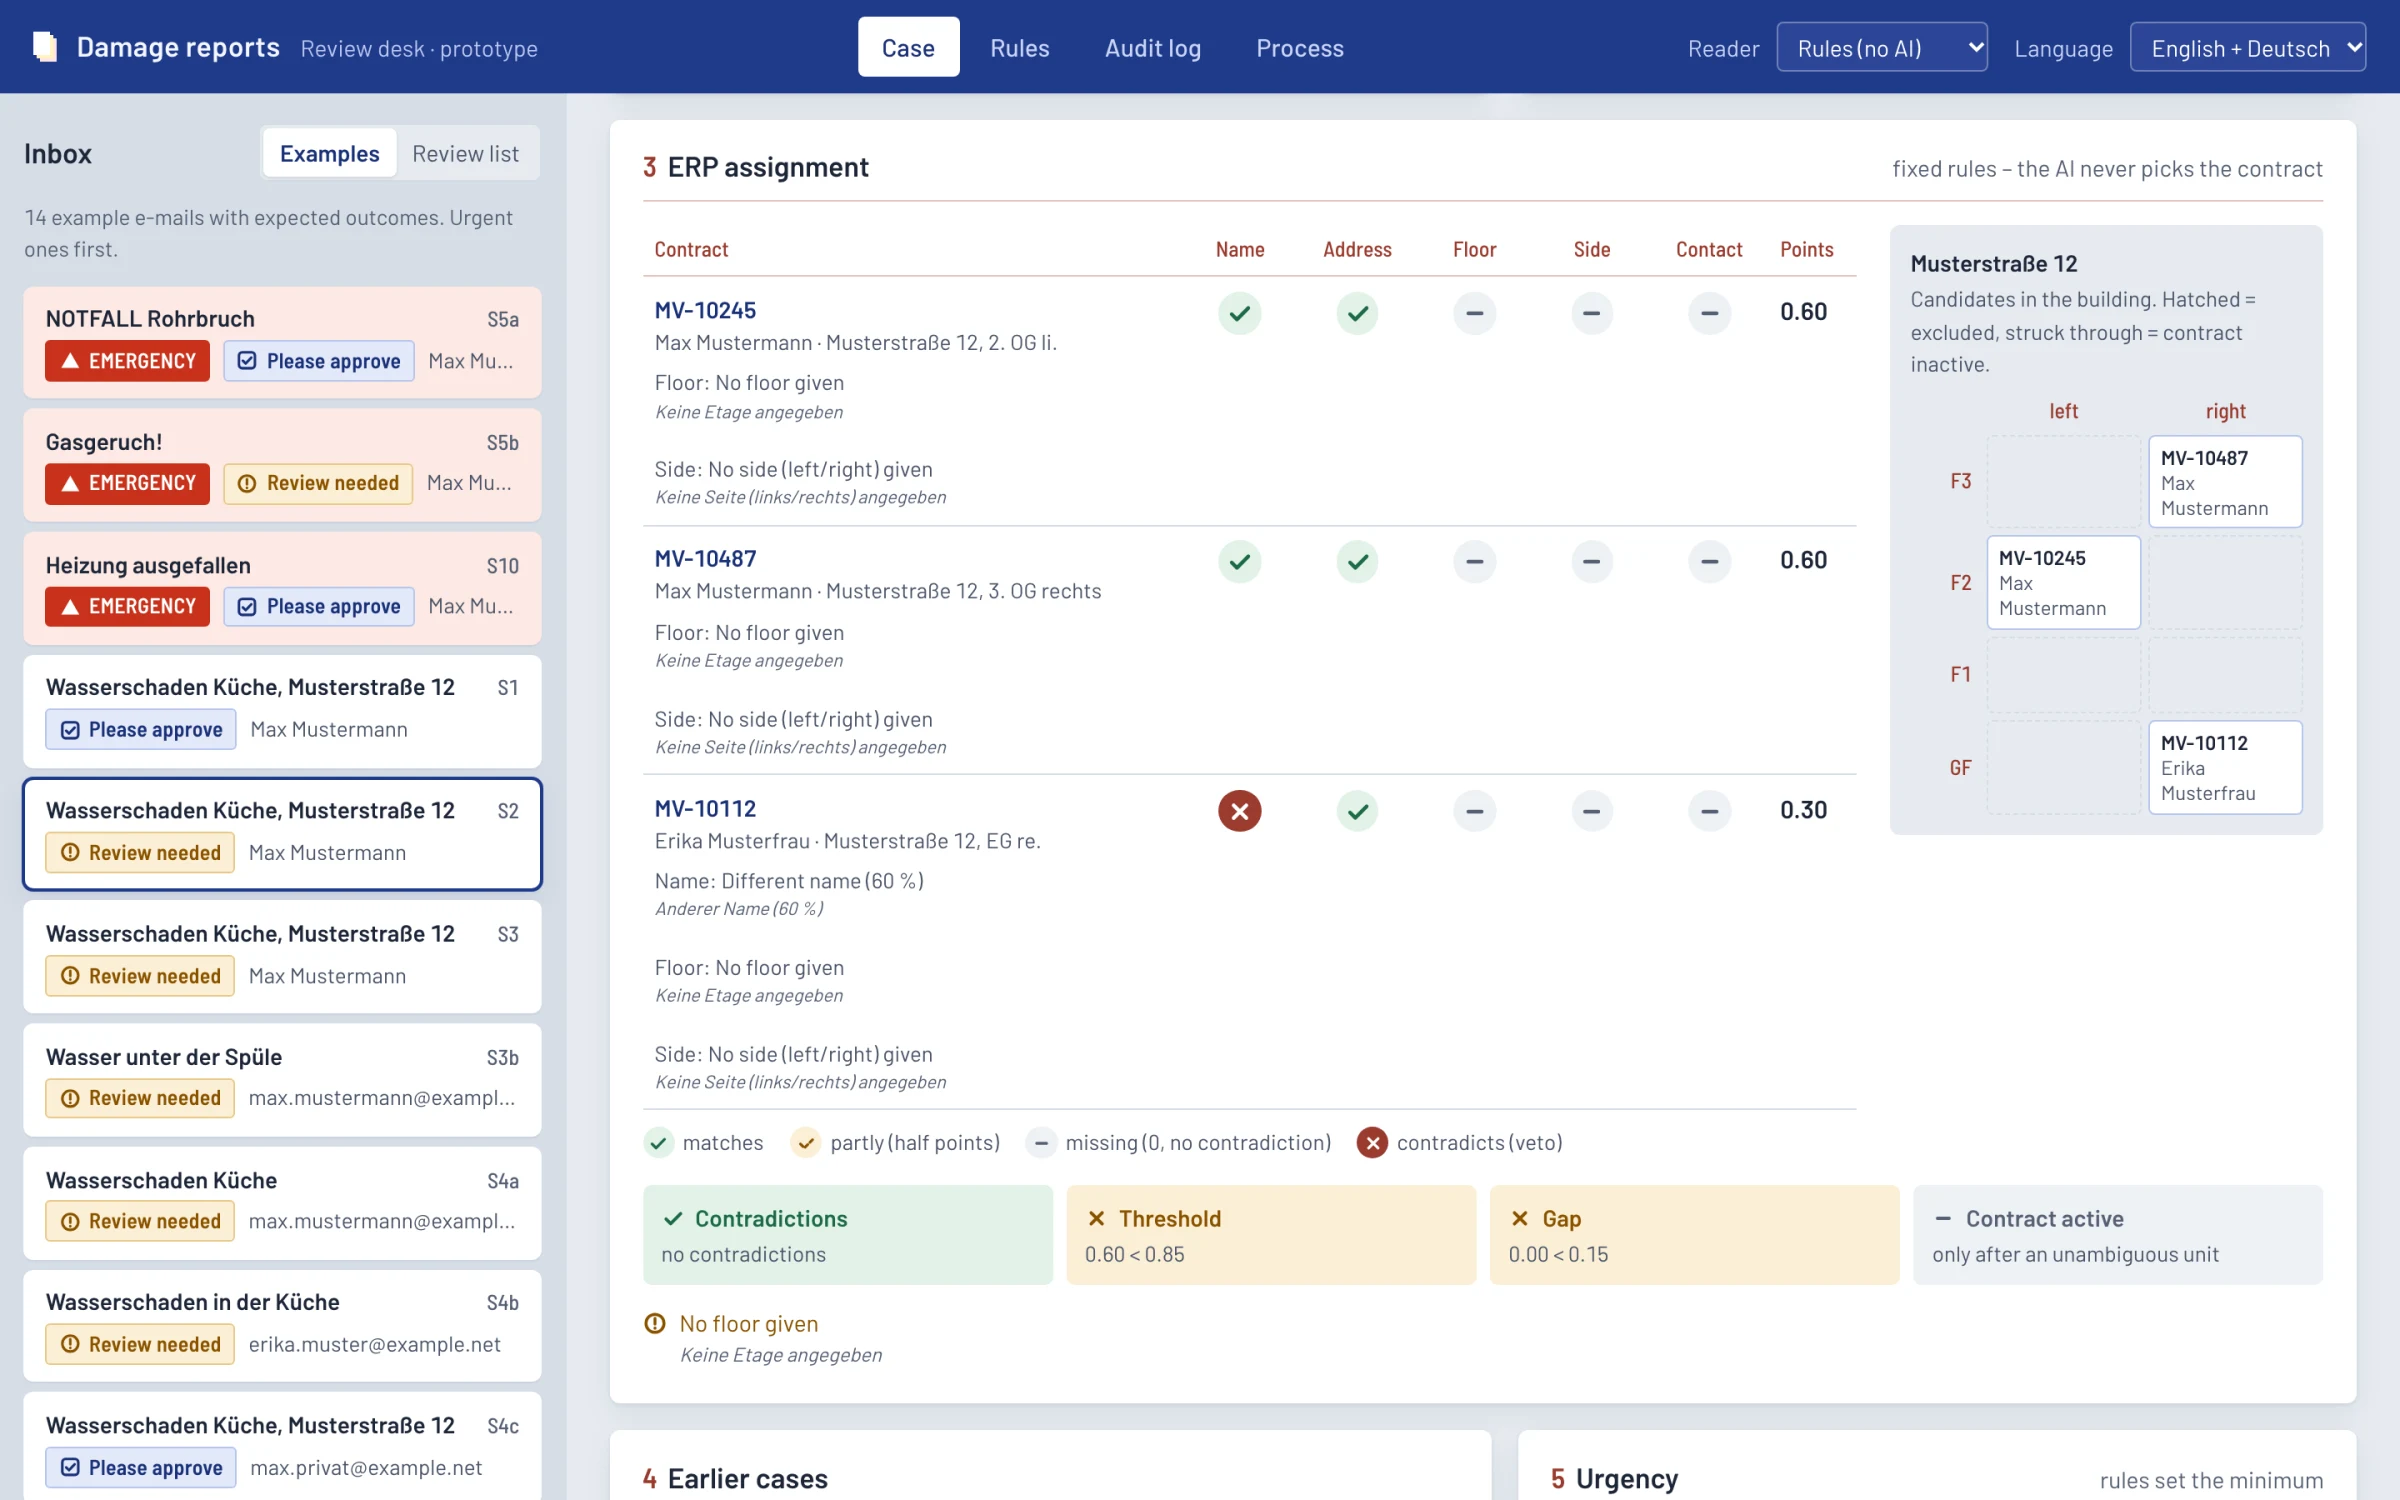 Damage reports Review desk · prototype
Case Rules Audit log Process
Reader Rules (no AI) Language English + Deutsch
Inbox Examples Review list
14 example e-mails with expected outcomes. Urgent
ones first.
NOTFALL Rohrbruch S5a
EMERGENCY Please approve Max Mu...
Gasgeruch! S5b
EMERGENCY Review needed Max Mu...
Heizung ausgefallen S10
EMERGENCY Please approve Max Mu...
Wasserschaden Küche, Musterstraße 12 S1
Please approve Max Mustermann
Wasserschaden Küche, Musterstraße 12 S2
Review needed Max Mustermann
Wasserschaden Küche, Musterstraße 12 S3
Review needed Max Mustermann
Wasser unter der Spüle S3b
Review needed max.mustermann@exampl...
Wasserschaden Küche S4a
Review needed max.mustermann@exampl...
Wasserschaden in der Küche S4b
Review needed erika.muster@example.net
Wasserschaden Küche, Musterstraße 12 S4c
Please approve max.privat@example.net
3 ERP assignment fixed rules – the AI never picks the contract
Contract Name Address Floor Side Contact Points
MV-10245 0.60
Max Mustermann · Musterstraße 12, 2. OG li.
Floor: No floor given
Keine Etage angegeben
Side: No side (left/right) given
Keine Seite (links/rechts) angegeben
MV-10487 0.60
Max Mustermann · Musterstraße 12, 3. OG rechts
Floor: No floor given
Keine Etage angegeben
Side: No side (left/right) given
Keine Seite (links/rechts) angegeben
MV-10112 0.30
Erika Musterfrau · Musterstraße 12, EG re.
Name: Different name (60 %)
Anderer Name (60 %)
Floor: No floor given
Keine Etage angegeben
Side: No side (left/right) given
Keine Seite (links/rechts) angegeben
matches partly (half points) missing (0, no contradiction) contradicts (veto)
Musterstraße 12
Candidates in the building. Hatched =
excluded, struck through = contract
inactive.
left right
F3
MV-10487
Max
Mustermann
F2
MV-10245
Max
Mustermann
F1
GF
MV-10112
Erika
Musterfrau
Contradictions
no contradictions
Threshold
0.60 < 0.85
Gap
0.00 < 0.15
Contract active
only after an unambiguous unit
No floor given
Keine Etage angegeben
4 Earlier cases
5 Urgency rules set the minimum